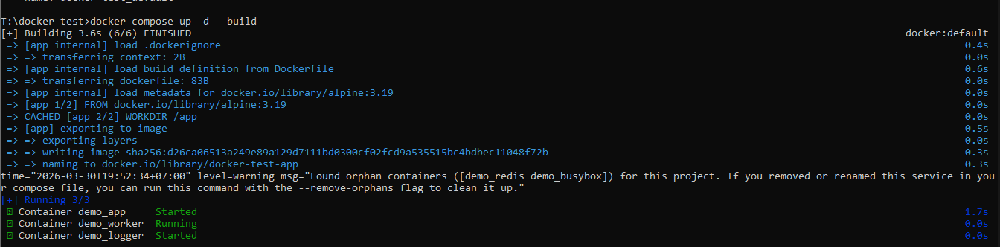 T:\docker-test>docker compose up -d --build
[+] Building 3.6s (6/6) FINISHED docker:default
=> [app internal] load .dockerignore 0.4s
=> => transferring context: 2B 0.0s
=> [app internal] load build definition from Dockerfile 0.6s
=> => transferring dockerfile: 83B 0.0s
=> [app internal] load metadata for docker.io/library/alpine:3.19 0.0s
=> [app 1/2] FROM docker.io/library/alpine:3.19 0.0s
=> CACHED [app 2/2] WORKDIR /app 0.0s
=> [app] exporting to image 0.5s
=> => exporting layers 0.0s
=> => writing image sha256:d26ca06513a249e89a129d7111bd0300cf02fcd9a535515bc4bdbec11048f72b 0.3s
=> => naming to docker.io/library/docker-test-app 0.3s
time="2026-03-30T19:52:34+07:00" level=warning msg="Found orphan containers ([demo_redis demo_busybox]) for this project. If you removed or renamed this service in you
r compose file, you can run this command with the --remove-orphans flag to clean it up."
[+] Running 3/3
Container demo_app Started 1.7s
Container demo_worker Running 0.0s
Container demo_logger Started 0.0s